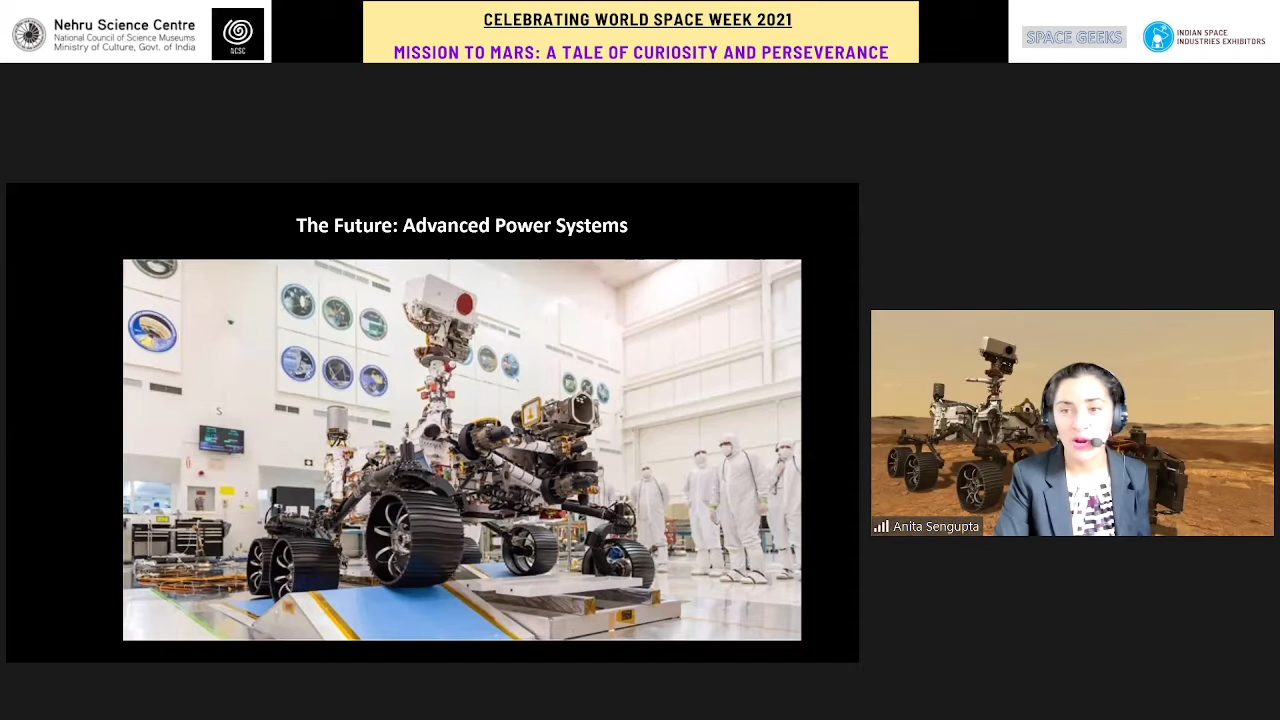 Nehru Science Centre
National Council of Science Museums
Ministry of Culture, Govt. of India
NCSC
CELEBRATING WORLD SPACE WEEK 2021
MISSION TO MARS: A TALE OF CURIOSITY AND PERSEVERANCE
SPACE GEEKS
INDIAN SPACE
INDUSTRIES EXHIBITORS
The Future: Advanced Power Systems
S
Anita Sengupta